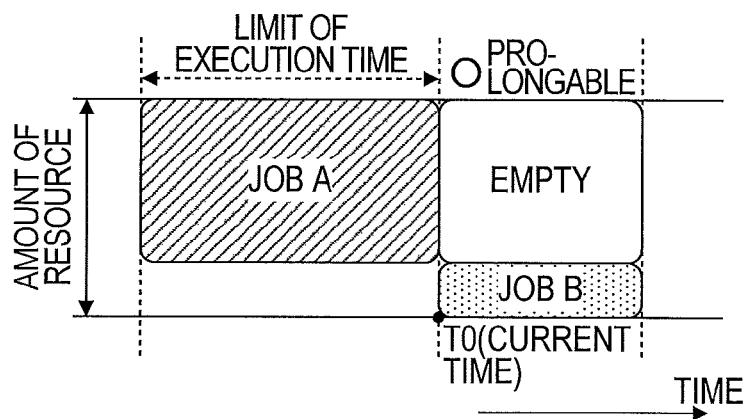 LIMIT OF
EXECUTION TIME
PRO-
LONGABLE
AMOUNT OF
RESOURCE
JOB A
EMPTY
JOB B
T0(CURRENT
TIME)
TIME